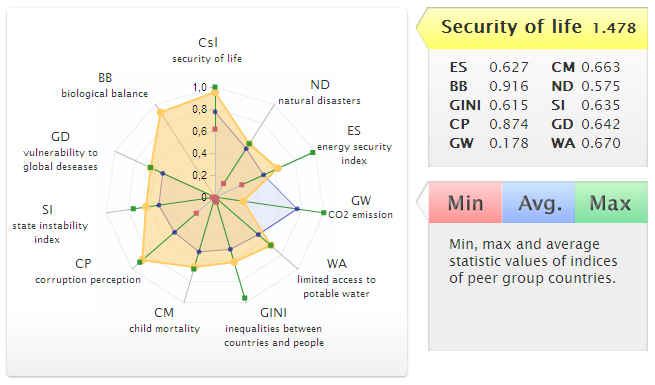 Csl
security of life
BB
biological balance
ND
natural disasters
GD
vulnerability to
global deseases
ES
energy security
index
SI
state instability
index
GW
CO2 emission
CP
corruption perception
WA
limited access to
potable water
CM
child mortality
GINI
inequalities between
countries and people
1,0
0,8
0,6
0,4
0,2
0
Security of life 1.478
ES 0.627 CM 0.663
BB 0.916 ND 0.575
GINI 0.615 SI 0.635
CP 0.874 GD 0.642
GW 0.178 WA 0.670
Min Avg. Max
Min, max and average
statistic values of indices
of peer group countries.